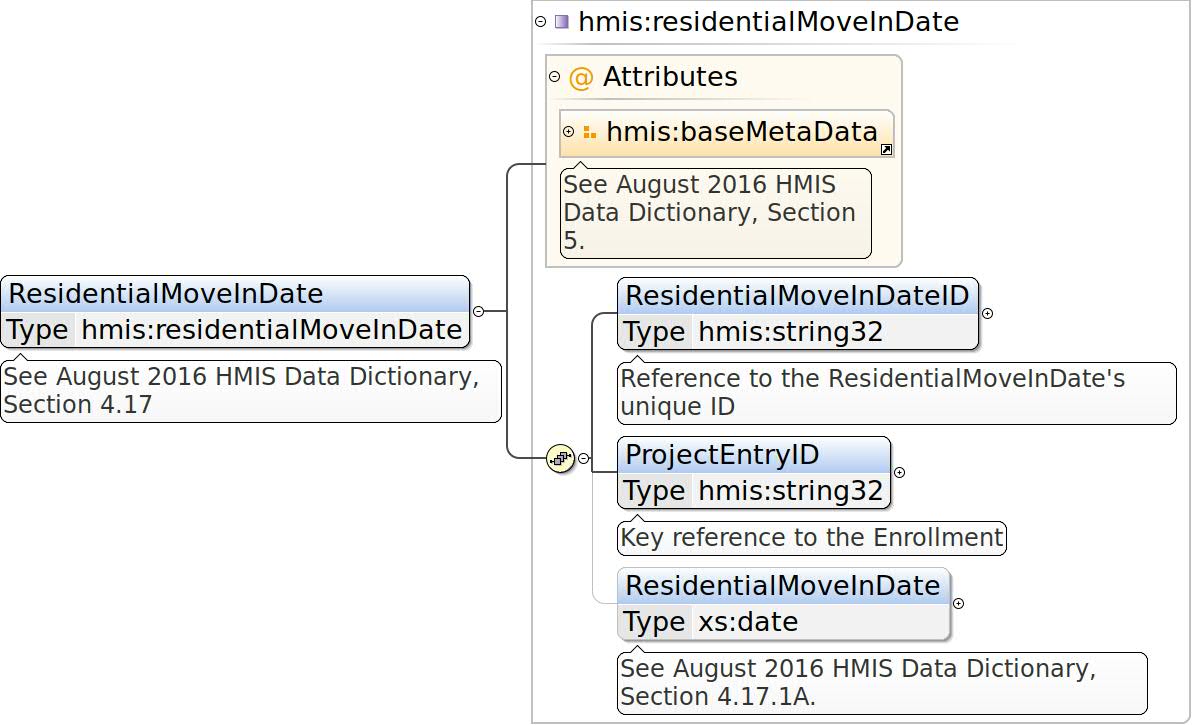 hmis:residentialMoveInDate
@ Attributes
hmis:baseMetaData
See August 2016 HMIS
Data Dictionary, Section
5.
ResidentialMoveInDate
Type hmis:residentialMoveInDate
See August 2016 HMIS Data Dictionary,
Section 4.17
ResidentialMoveInDateID
Type hmis:string32
Reference to the ResidentialMoveInDate's
unique ID
ProjectEntryID
Type hmis:string32
Key reference to the Enrollment
ResidentialMoveInDate
Type xs:date
See August 2016 HMIS Data Dictionary,
Section 4.17.1A.